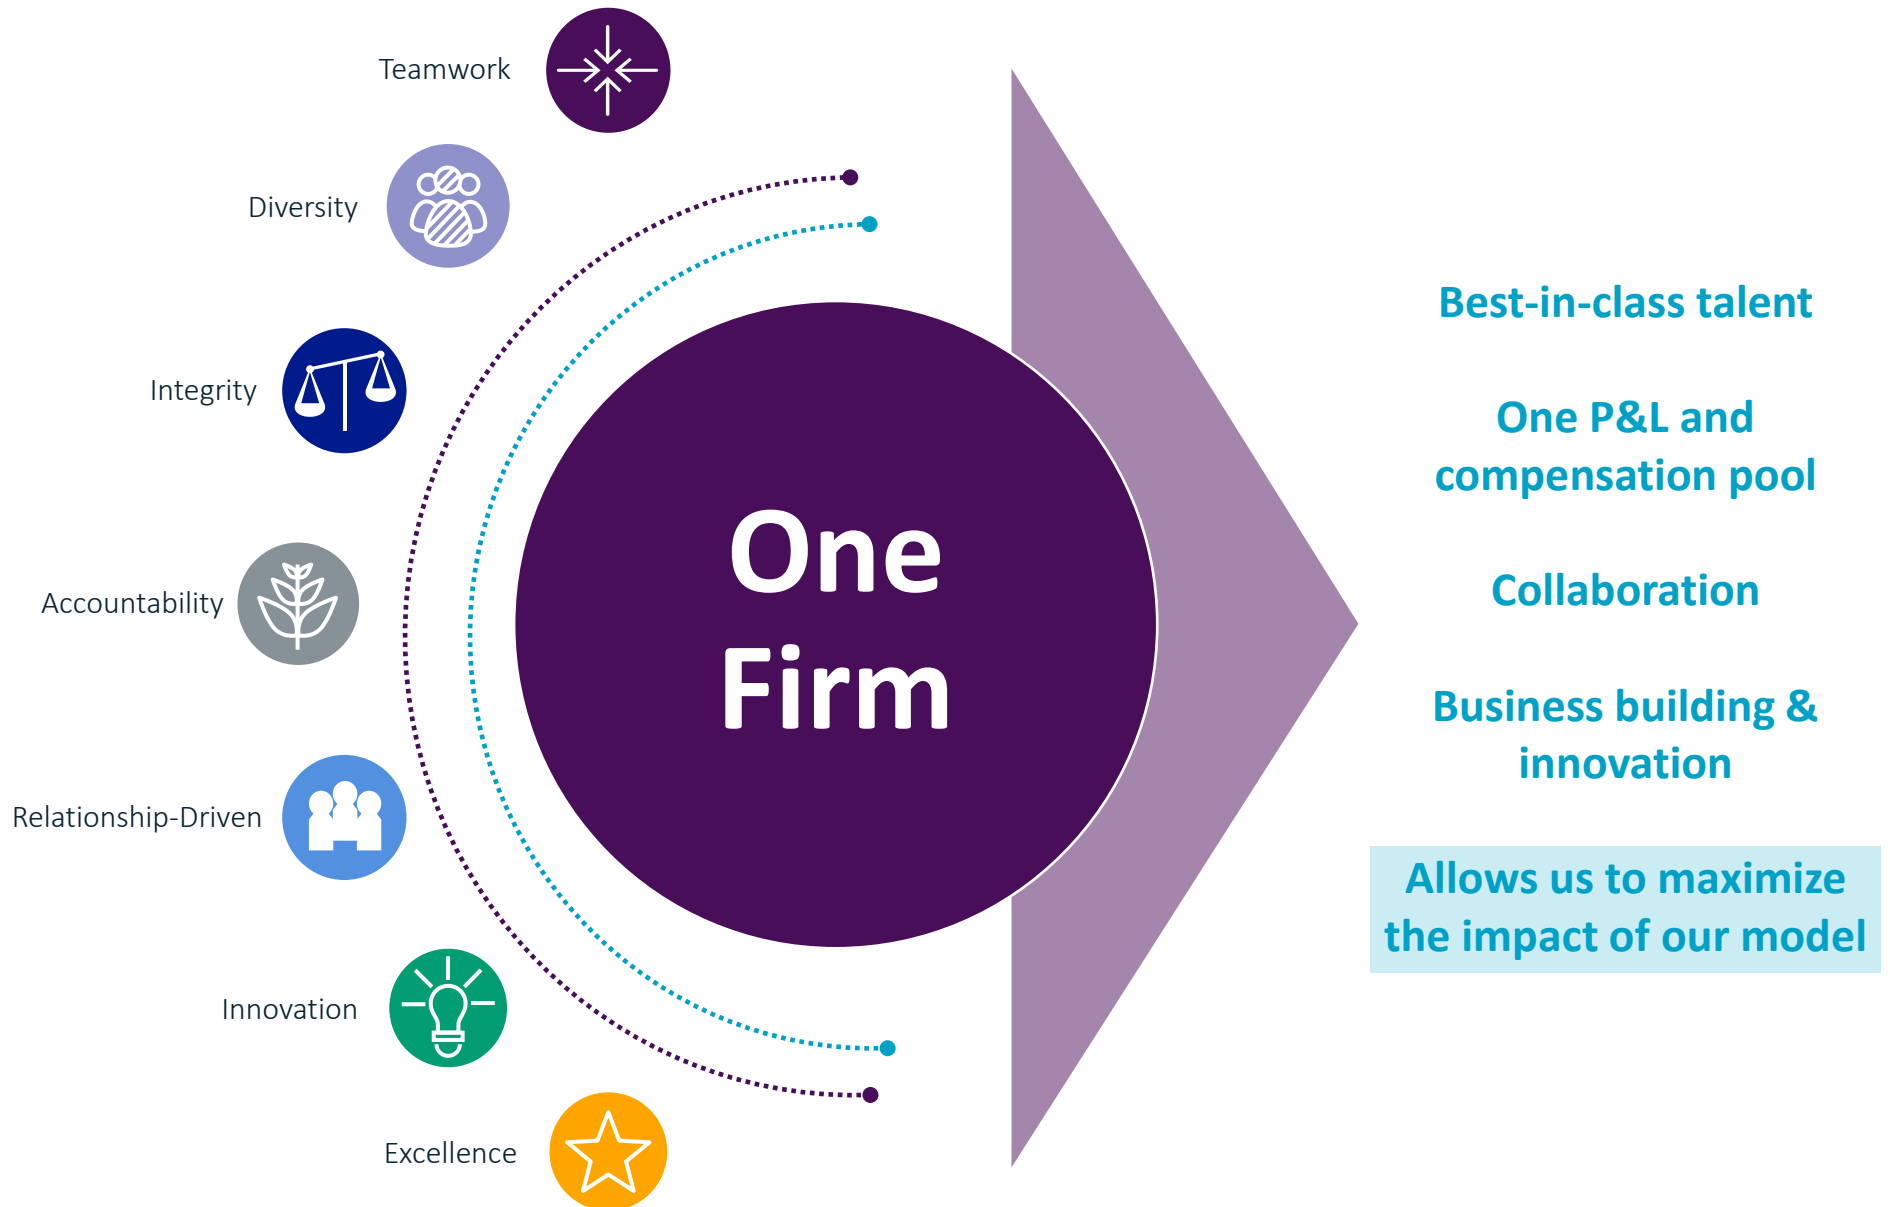 Teamwork
Diversity
Integrity
Accountability
Relationship-Driven
Innovation
Excellence
One
Firm
Best-in-class talent
One P&L and
compensation pool
Collaboration
Business building &
innovation
Allows us to maximize
the impact of our model